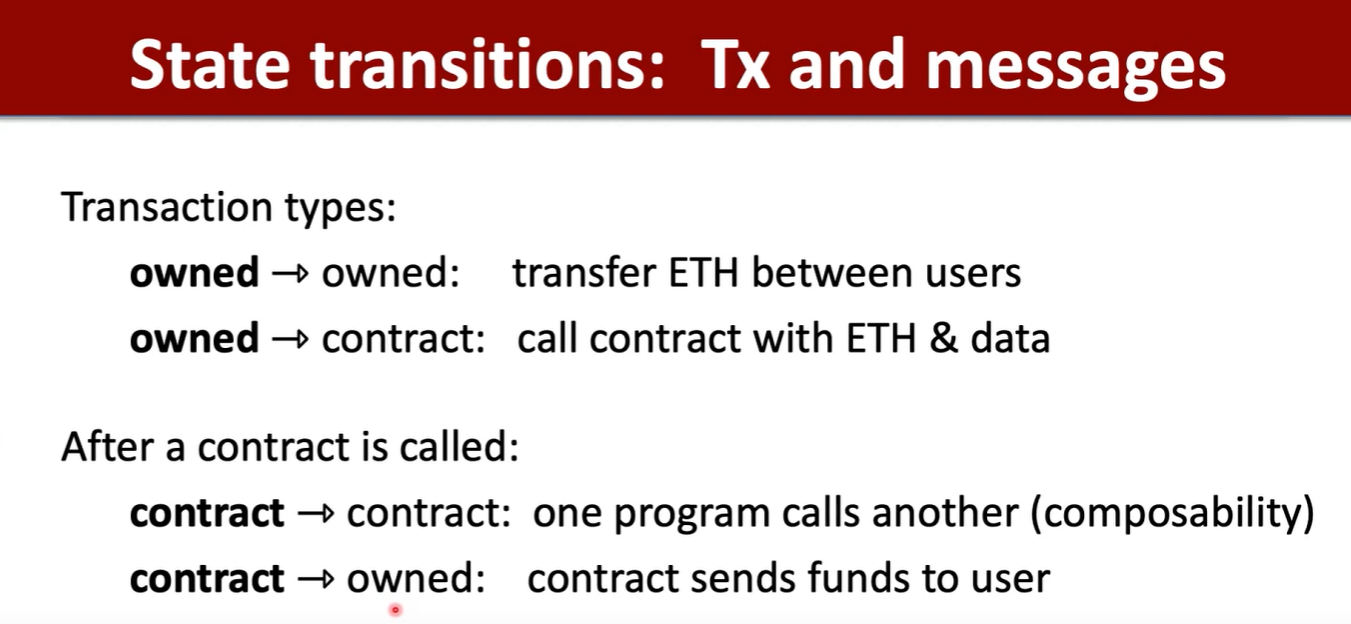 State transitions: Tx and messages
Transaction types:
owned → owned: transfer ETH between users
owned → contract: call contract with ETH & data
After a contract is called:
contract → contract: one program calls another (composability)
contract → owned: contract sends funds to user